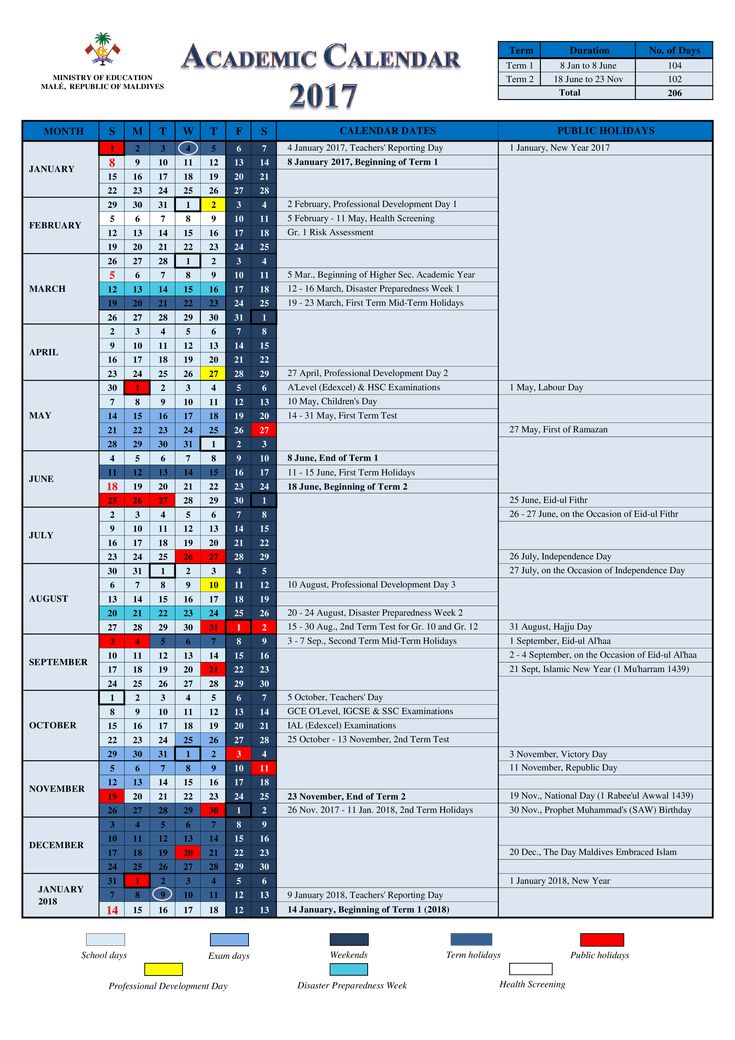 MINISTRY OF EDUCATION
MALÉ, REPUBLIC OF MALDIVES
ACADEMIC CALENDAR
2017
Term Duration No. of Days
Term 1 8 Jan to 8 June 104
Term 2 18 June to 23 Nov 102
Total 206
MONTH S M T W T F S CALENDAR DATES PUBLIC HOLIDAYS
JANUARY
1 2 3 4 5 6 7 4 January 2017, Teachers' Reporting Day 1 January, New Year 2017
8 9 10 11 12 13 14 8 January 2017, Beginning of Term 1
15 16 17 18 19 20 21
22 23 24 25 26 27 28
FEBRUARY
29 30 31 1 2 3 4 2 February, Professional Development Day 1
5 6 7 8 9 10 11 5 February - 11 May, Health Screening
12 13 14 15 16 17 18 Gr. 1 Risk Assessment
19 20 21 22 23 24 25
MARCH
26 27 28 1 2 3 4
5 6 7 8 9 10 11 5 Mar., Beginning of Higher Sec. Academic Year
12 13 14 15 16 17 18 12 - 16 March, Disaster Preparedness Week 1
19 20 21 22 23 24 25 19 - 23 March, First Term Mid-Term Holidays
26 27 28 29 30 31 1
APRIL
2 3 4 5 6 7 8
9 10 11 12 13 14 15
16 17 18 19 20 21 22
23 24 25 26 27 28 29 27 April, Professional Development Day 2
MAY
30 1 2 3 4 5 6 A'Level (Edexcel) & HSC Examinations 1 May, Labour Day
7 8 9 10 11 12 13 10 May, Children's Day
14 15 16 17 18 19 20 14 - 31 May, First Term Test
21 22 23 24 25 26 27 27 May, First of Ramazan
28 29 30 31 1 2 3
JUNE
4 5 6 7 8 9 10 8 June, End of Term 1
11 12 13 14 15 16 17 11 - 15 June, First Term Holidays
18 19 20 21 22 23 24 18 June, Beginning of Term 2
25 26 27 28 29 30 1 25 June, Eid-ul Fithr
JULY
2 3 4 5 6 7 8 26 - 27 June, on the Occasion of Eid-ul Fithr
9 10 11 12 13 14 15
16 17 18 19 20 21 22
23 24 25 26 27 28 29 26 July, Independence Day
AUGUST
30 31 1 2 3 4 5 27 July, on the Occasion of Independence Day
6 7 8 9 10 11 12 10 August, Professional Development Day 3
13 14 15 16 17 18 19
20 21 22 23 24 25 26 20 - 24 August, Disaster Preparedness Week 2
27 28 29 30 31 1 2 15 - 30 Aug., 2nd Term Test for Gr. 10 and Gr. 12 31 August, Hajju Day
SEPTEMBER
3 4 5 6 7 8 9 3 - 7 Sep., Second Term Mid-Term Holidays 1 September, Eid-ul Al'haa
10 11 12 13 14 15 16 2 - 4 September, on the Occasion of Eid-ul Al'haa
17 18 19 20 21 22 23 21 Sept, Islamic New Year (1 Mu'harram 1439)
24 25 26 27 28 29 30
OCTOBER
1 2 3 4 5 6 7 5 October, Teachers' Day
8 9 10 11 12 13 14 GCE O'Level, IGCSE & SSC Examinations
15 16 17 18 19 20 21 IAL (Edexcel) Examinations
22 23 24 25 26 27 28 25 October - 13 November, 2nd Term Test
29 30 31 1 2 3 4 3 November, Victory Day
NOVEMBER
5 6 7 8 9 10 11 11 November, Republic Day
12 13 14 15 16 17 18
19 20 21 22 23 24 25 23 November, End of Term 2 19 Nov., National Day (1 Rabee'ul Awwal 1439)
26 27 28 29 30 1 2 26 Nov. 2017 - 11 Jan. 2018, 2nd Term Holidays 30 Nov., Prophet Muhammad's (SAW) Birthday
DECEMBER
3 4 5 6 7 8 9
10 11 12 13 14 15 16
17 18 19 20 21 22 23 20 Dec., The Day Maldives Embraced Islam
24 25 26 27 28 29 30
JANUARY
2018
31 1 2 3 4 5 6 1 January 2018, New Year
7 8 9 10 11 12 13 9 January 2018, Teachers' Reporting Day
14 15 16 17 18 12 13 14 January, Beginning of Term 1 (2018)
School days Exam days Weekends Term holidays Public holidays
Professional Development Day Disaster Preparedness Week Health Screening